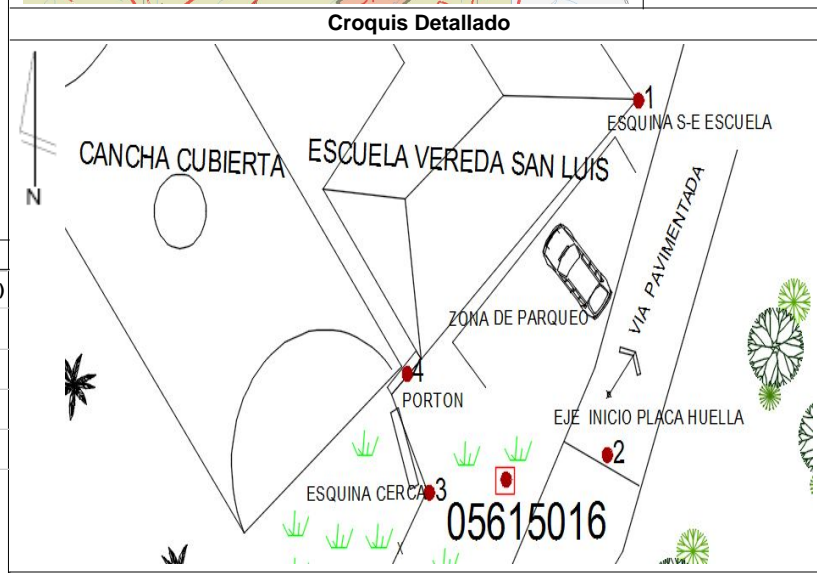 Croquis Detallado
N
CANCHA CUBIERTA
ESCUELA VEREDA SAN LUIS
1
ESQUINA S-E ESCUELA
VIA PAVIMENTADA
ZONA DE PARQUEO
4
PORTON
EJE INICIO PLACA HUELLA
2
ESQUINA CERCA
3
05615016
X
)